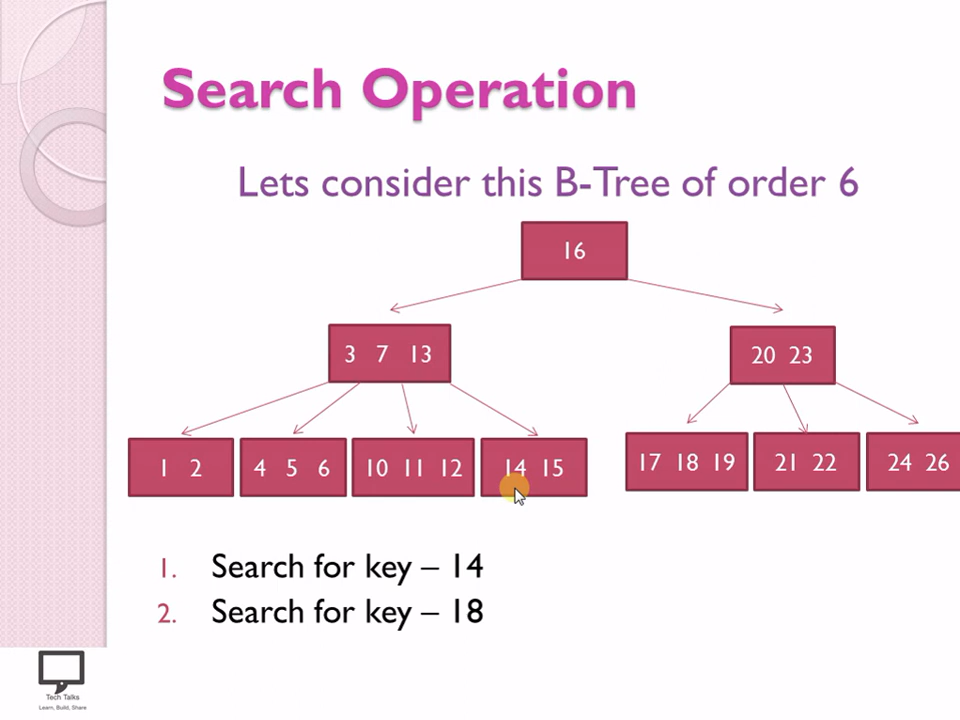 Search Operation
Lets consider this B-Tree of order 6
16
3 7 13
20 23
1 2
4 5 6
10 11 12
14 15
17 18 19
21 22
24 26
1. Search for key – 14
2. Search for key – 18
Tech Talks
Learn, Build, Share